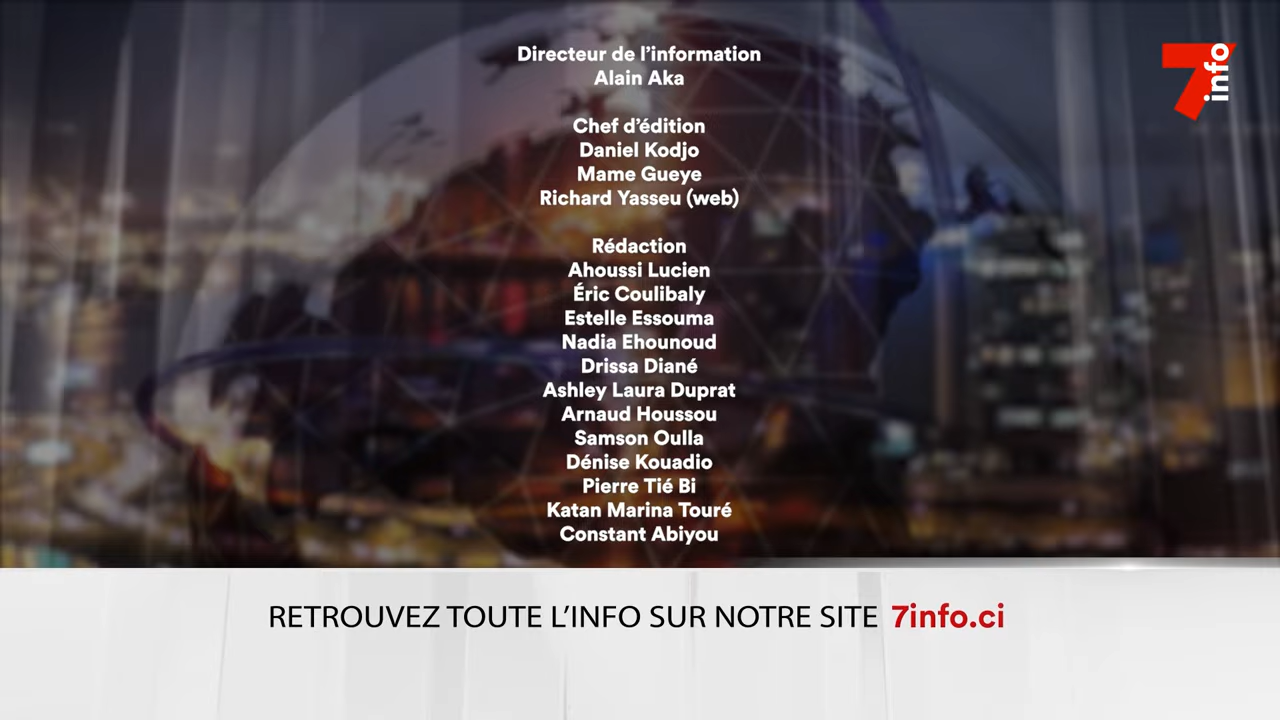 Directeur de l’information
Alain Aka
Chef d’édition
Daniel Kodjo
Mame Gueye
Richard Yasseu (web)
Rédaction
Ahoussi Lucien
Éric Coulibaly
Estelle Essouma
Nadia Ehounoud
Drissa Diané
Ashley Laura Duprat
Arnaud Houssou
Samson Oulla
Dénise Kouadio
Pierre Tié Bi
Katan Marina Touré
Constant Abiyou
7info
RETROUVEZ TOUTE L’INFO SUR NOTRE SITE 7info.ci